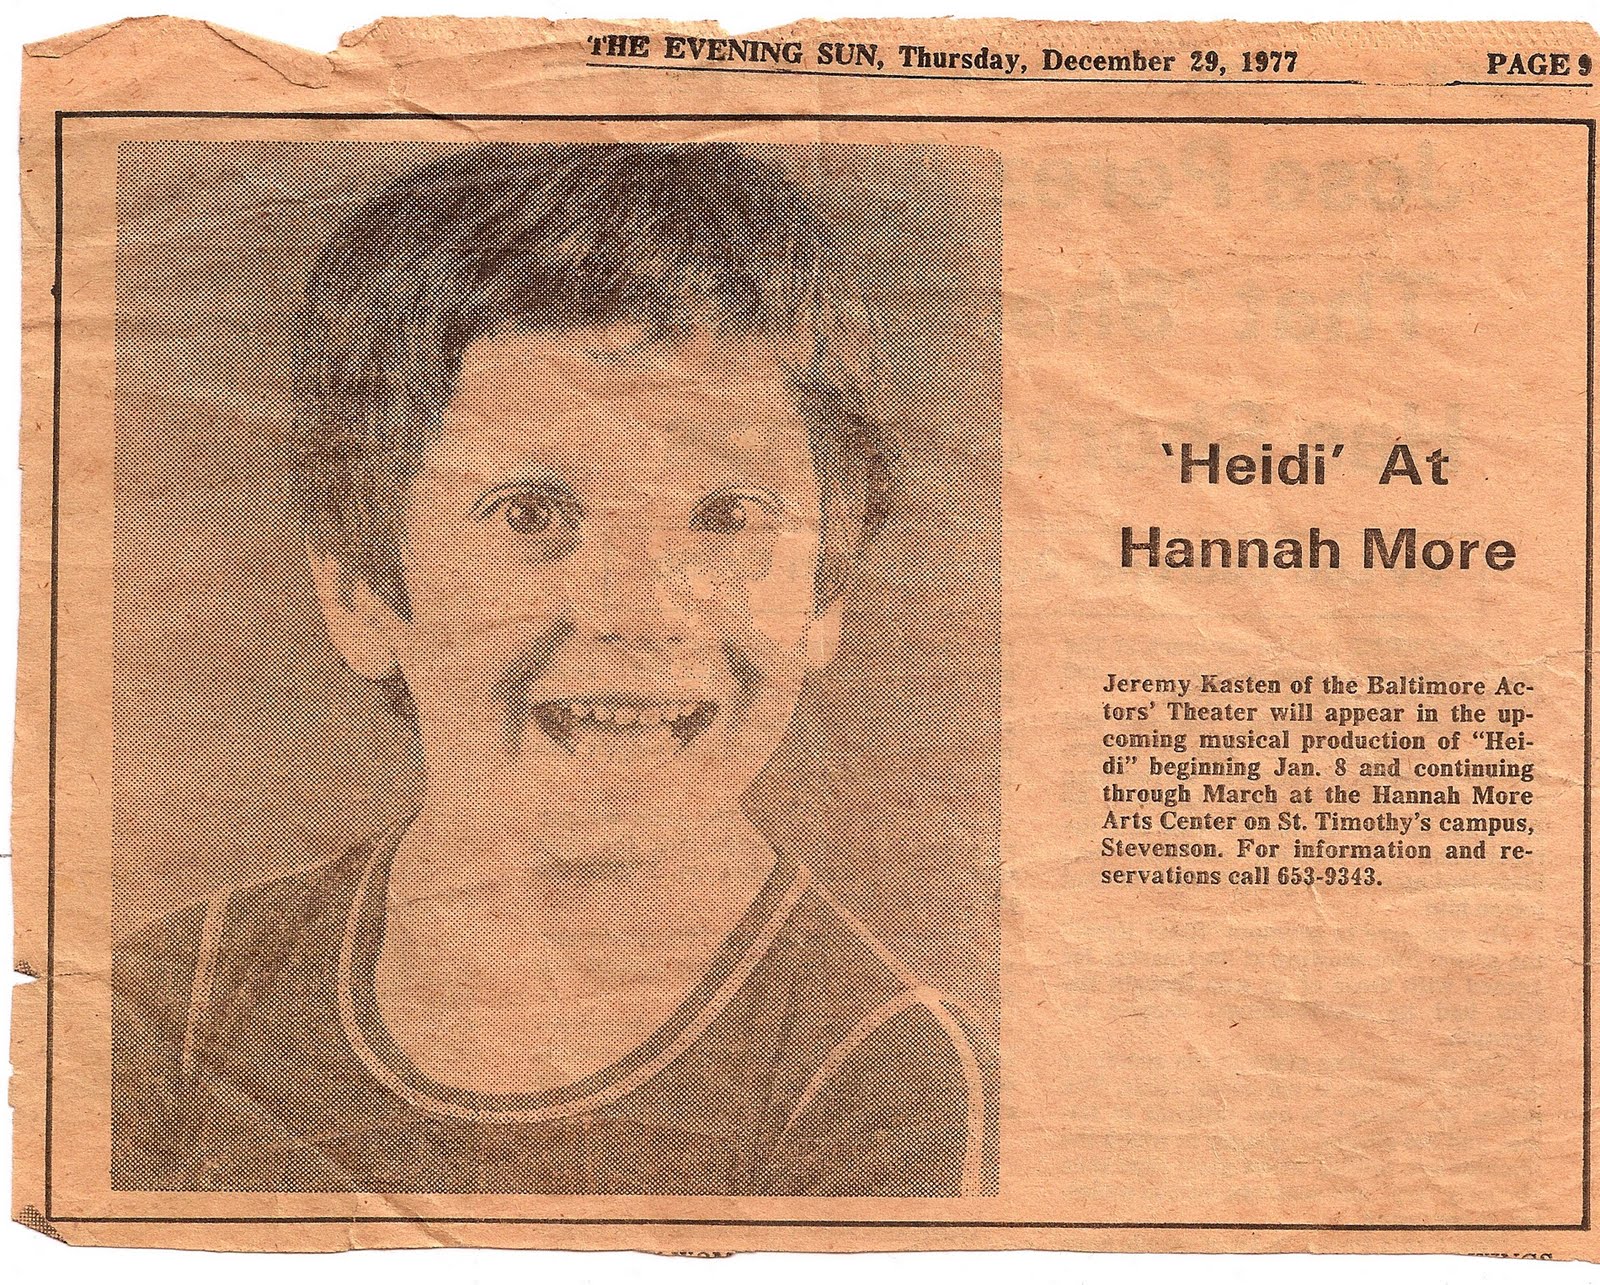 THE EVENING SUN, Thursday, December 29, 1977 PAGE 9
‘Heidi’ At
Hannah More
Jeremy Kasten of the Baltimore Ac-
tors’ Theater will appear in the up-
coming musical production of “Hei-
di” beginning Jan. 8 and continuing
through March at the Hannah More
Arts Center on St. Timothy’s campus,
Stevenson. For information and re-
servations call 653-9343.